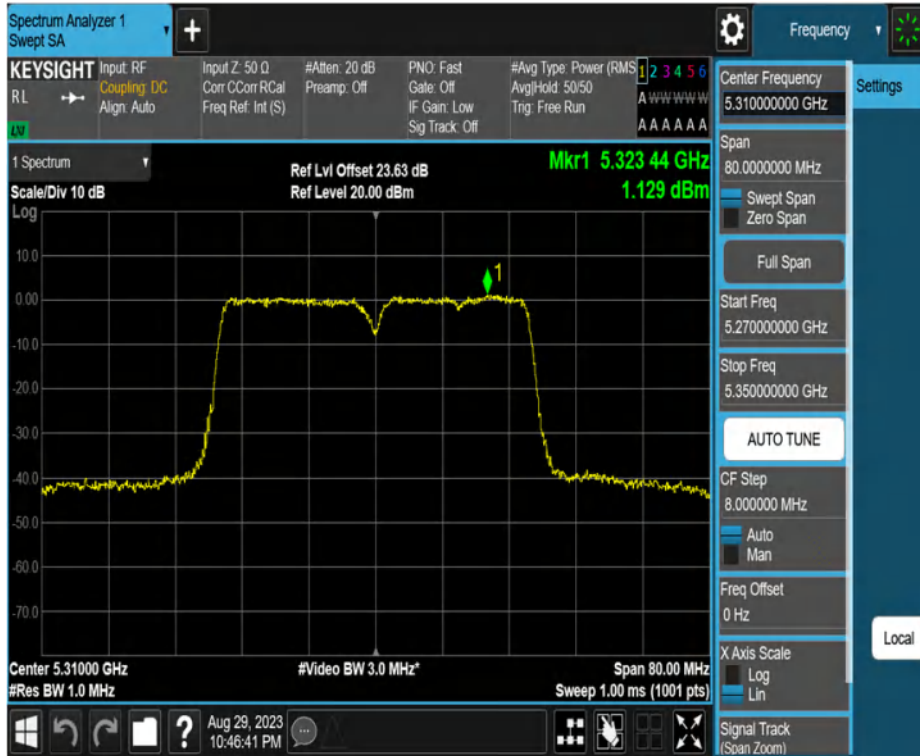 Spectrum Analyzer 1
Swept SA
Frequency
KEYSIGHT
RL
LXI
Input: RF
Coupling: DC
Align: Auto
Input Z: 50 Ω
Corr CCorr RCal
Freq Ref: Int (S)
#Atten: 20 dB
Preamp: Off
PNO: Fast
Gate: Off
IF Gain: Low
Sig Track: Off
#Avg Type: Power (RMS
Avg|Hold: 50/50
Trig: Free Run
1 2 3 4 5 6
A W W W W W
A A A A A A
1 Spectrum
Scale/Div 10 dB
Log
Ref Lvl Offset 23.63 dB
Ref Level 20.00 dBm
Mkr1 5.323 44 GHz
1.129 dBm
1
10.0
0.00
-10.0
-20.0
-30.0
-40.0
-50.0
-60.0
-70.0
Center 5.31000 GHz
#Res BW 1.0 MHz
#Video BW 3.0 MHz*
Span 80.00 MHz
Sweep 1.00 ms (1001 pts)
Aug 29, 2023
10:46:41 PM
Center Frequency
5.310000000 GHz
Span
80.0000000 MHz
Swept Span
Zero Span
Full Span
Start Freq
5.270000000 GHz
Stop Freq
5.350000000 GHz
AUTO TUNE
CF Step
8.000000 MHz
Auto
Man
Freq Offset
0 Hz
X Axis Scale
Log
Lin
Signal Track
(Span Zoom)
Settings
Local